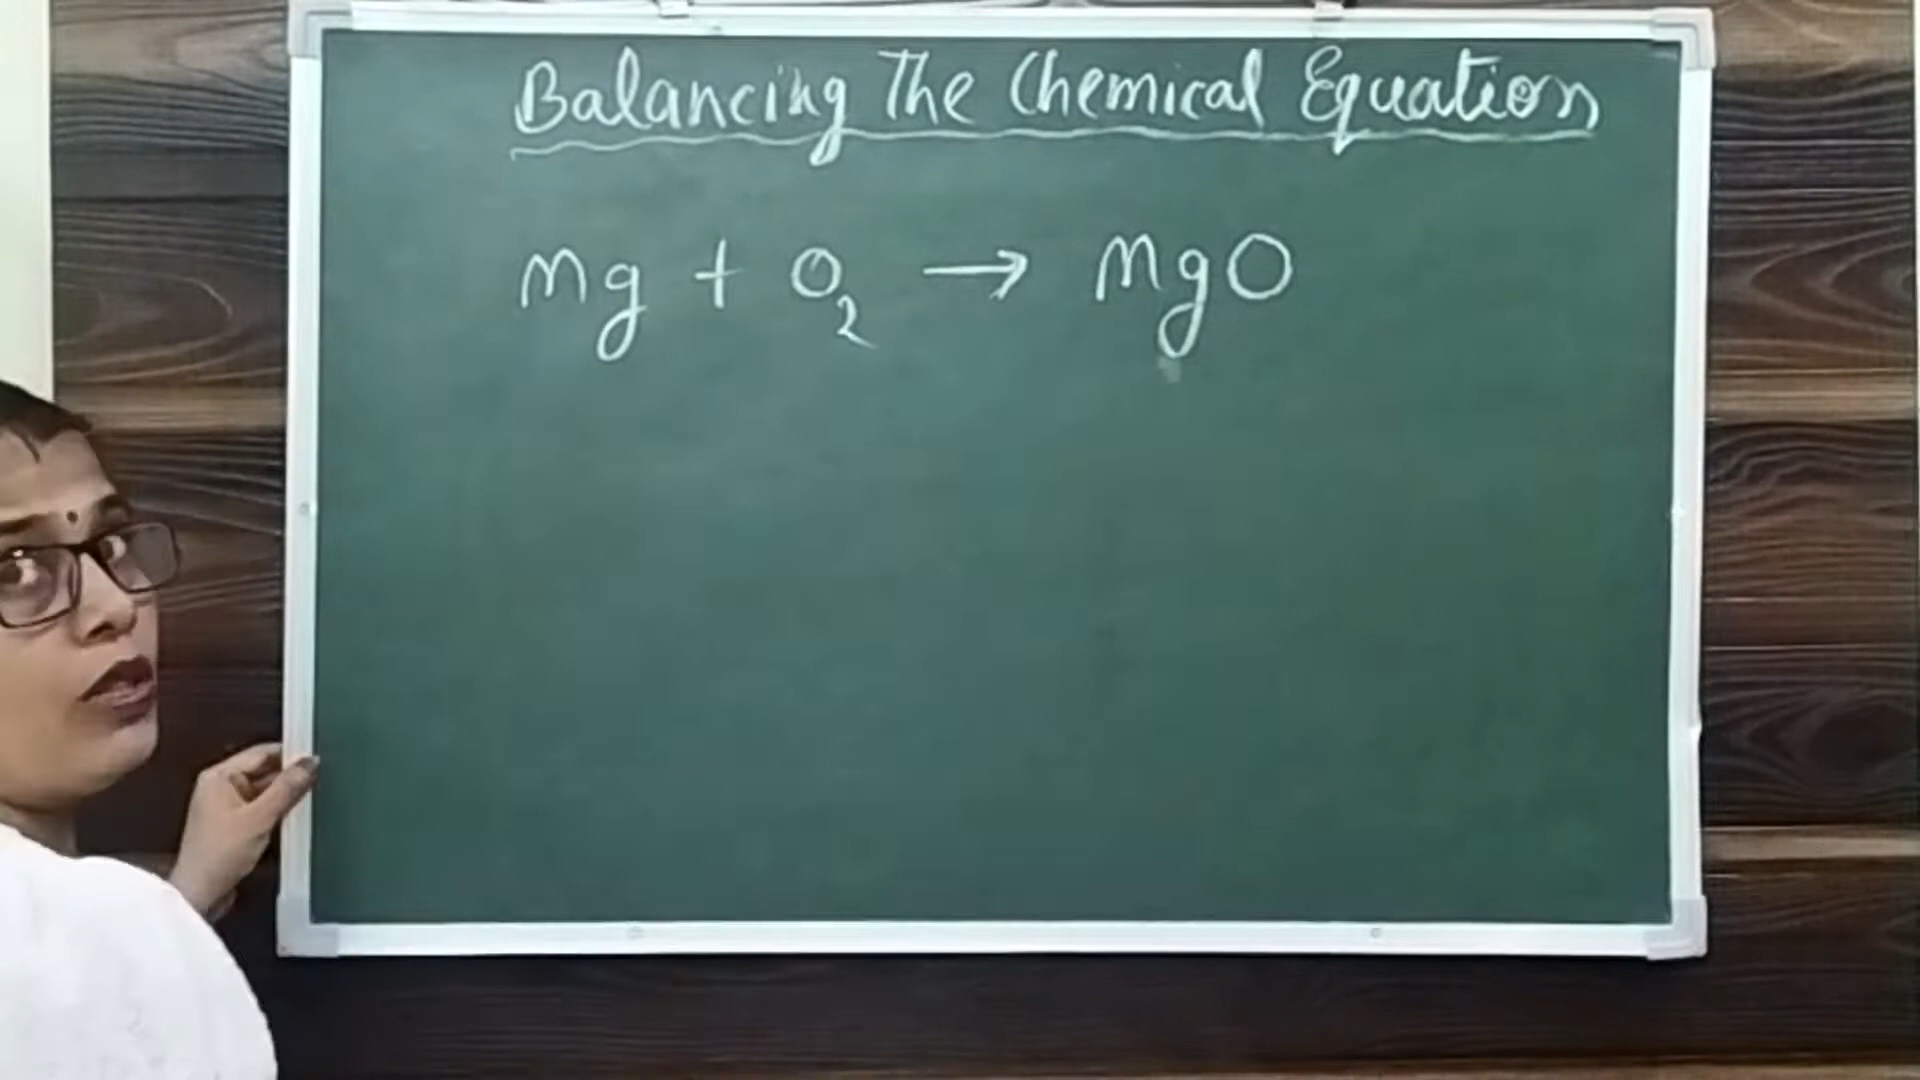 Balancing The Chemical Equation
Mg + O₂ → MgO